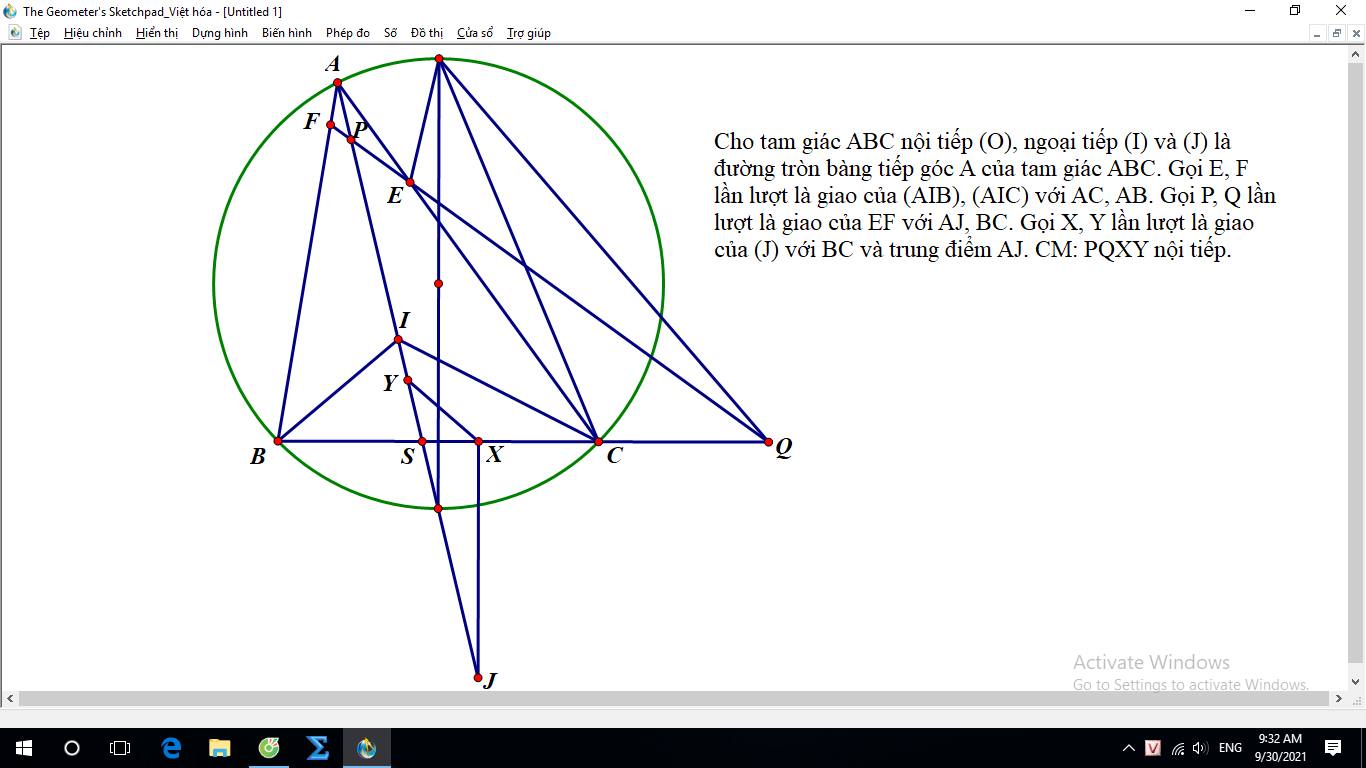 The Geometer's Sketchpad_Việt hóa - [Untitled 1]
Tệp Hiệu chỉnh Hiển thị Dựng hình Biến hình Phép đo Số Đồ thị Cửa sổ Trợ giúp
A
F
P
E
Cho tam giác ABC nội tiếp (O), ngoại tiếp (I) và (J) là
đường tròn bàng tiếp góc A của tam giác ABC. Gọi E, F
lần lượt là giao của (AIB), (AIC) với AC, AB. Gọi P, Q lần
lượt là giao của EF với AJ, BC. Gọi X, Y lần lượt là giao
của (J) với BC và trung điểm AJ. CM: PQXY nội tiếp.
I
Y
B S X C Q
J
Activate Windows
Go to Settings to activate Windows.
ENG
9:32 AM
9/30/2021